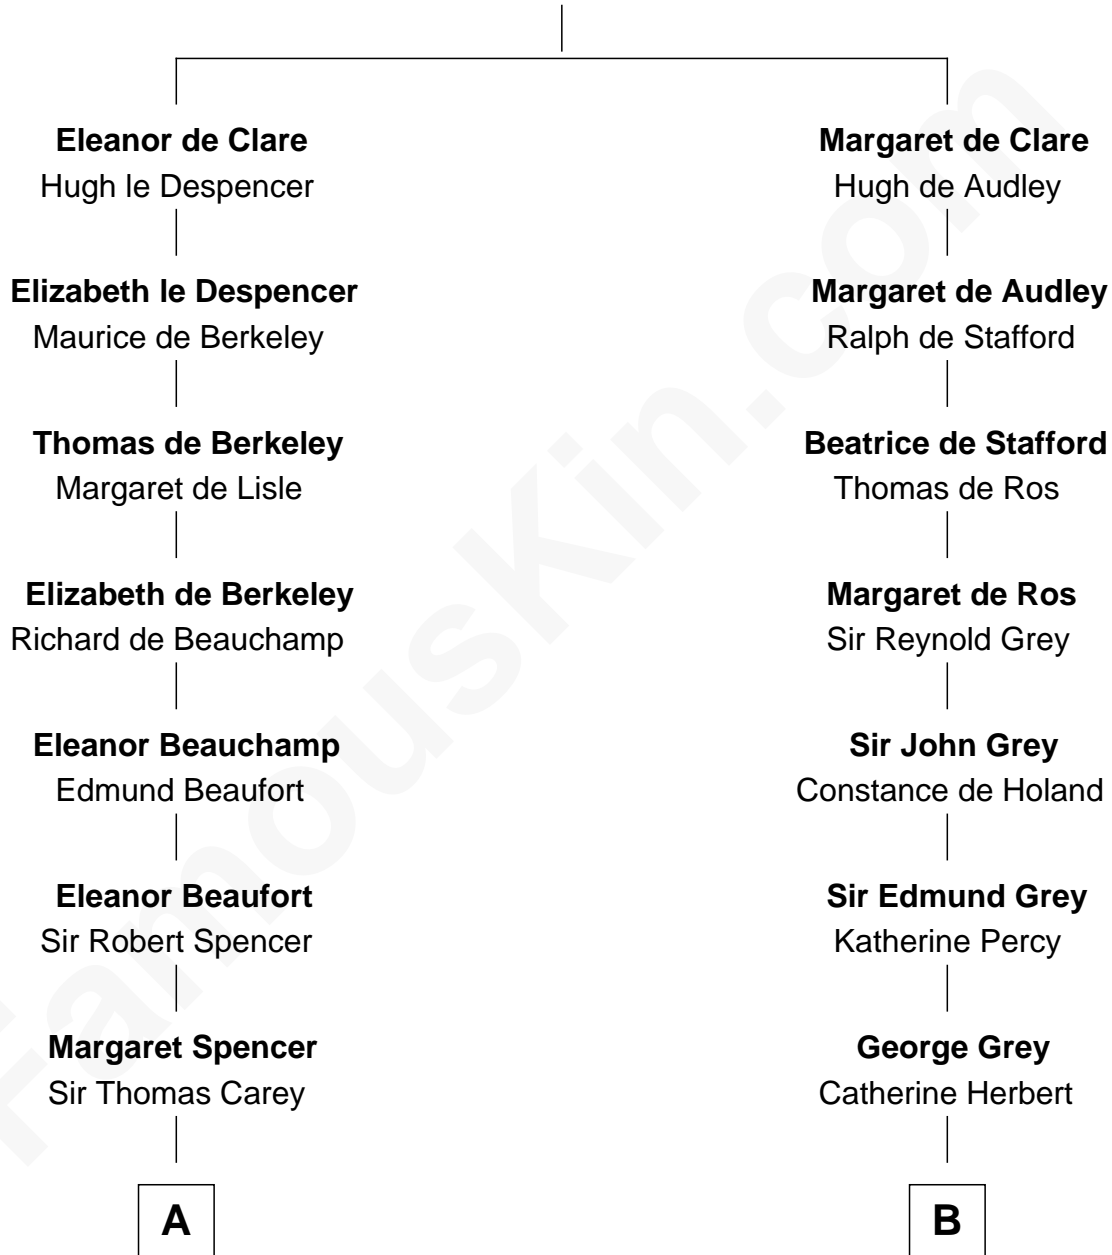 Eleanor de Clare
Hugh le Despencer
Margaret de Clare
Hugh de Audley
Elizabeth le Despencer
Maurice de Berkeley
Margaret de Audley
Ralph de Stafford
Thomas de Berkeley
Margaret de Lisle
Beatrice de Stafford
Thomas de Ros
Elizabeth de Berkeley
Richard de Beauchamp
Margaret de Ros
Sir Reynold Grey
Eleanor Beauchamp
Edmund Beaufort
Sir John Grey
Constance de Holand
Eleanor Beaufort
Sir Robert Spencer
Sir Edmund Grey
Katherine Percy
Margaret Spencer
Sir Thomas Carey
George Grey
Catherine Herbert
A
B
FamousKin.com